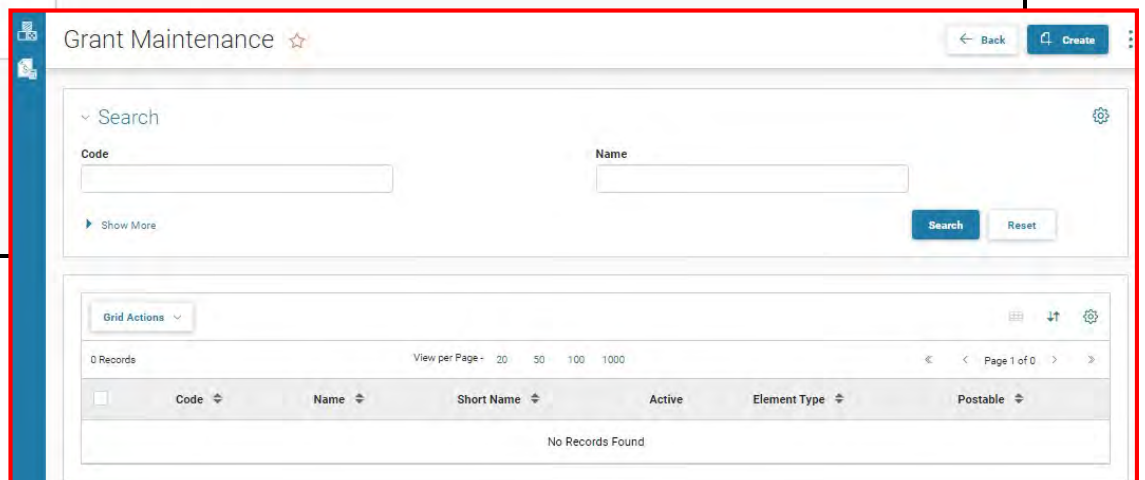 Grant Maintenance
Back
Create
Search
Code
Name
Show More
Search
Reset
Grid Actions
0 Records
View per Page - 20 50 100 1000
Page 1 of 0
Code Name Short Name Active Element Type Postable
No Records Found